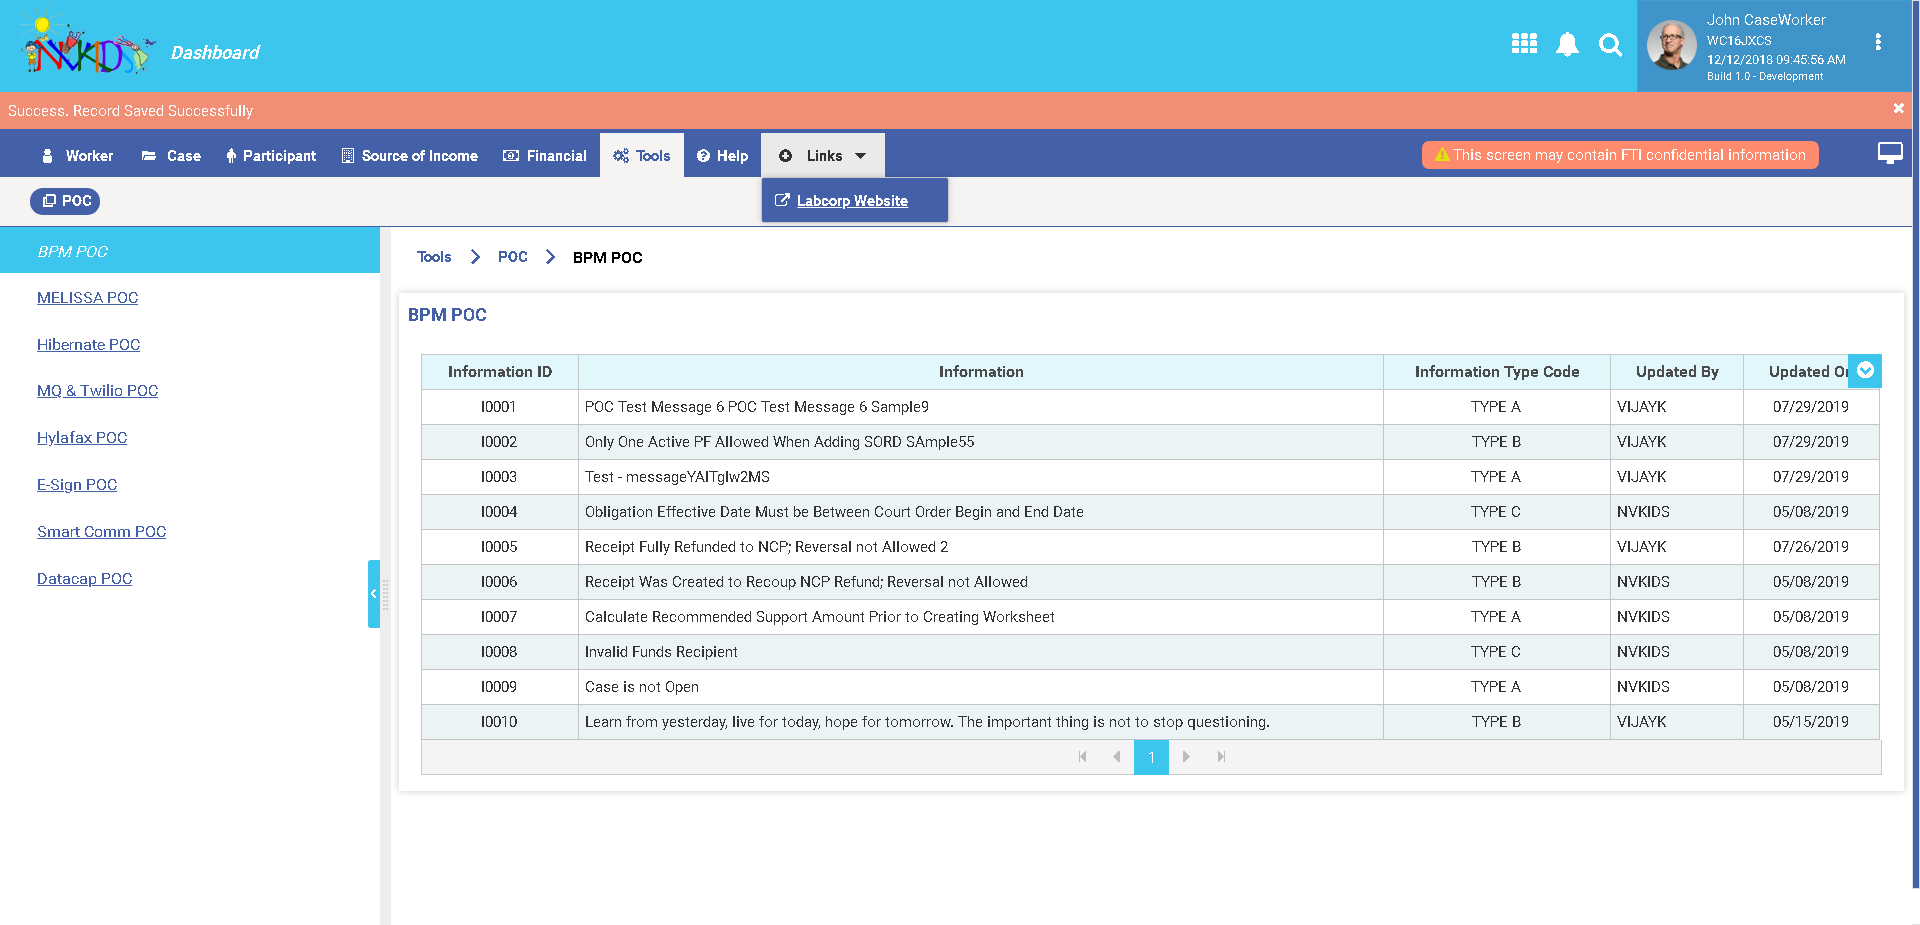 NVKIDS
Dashboard
John CaseWorker
WC16JXCS
12/12/2018 09:45:56 AM
Build 1.0 - Development
Success. Record Saved Successfully
Worker Case Participant Source of Income Financial Tools Help Links
This screen may contain FTI confidential information
POC
Labcorp Website
BPM POC
MELISSA POC
Hibernate POC
MQ & Twilio POC
Hylafax POC
E-Sign POC
Smart Comm POC
Datacap POC
Tools POC BPM POC
BPM POC
Information ID Information Information Type Code Updated By Updated
I0001 POC Test Message 6 POC Test Message 6 Sample9 TYPE A VIJAYK 07/29/2019
I0002 Only One Active PF Allowed When Adding SORD SAmple55 TYPE B VIJAYK 07/29/2019
I0003 Test - messageYAITglw2MS TYPE A VIJAYK 07/29/2019
I0004 Obligation Effective Date Must be Between Court Order Begin and End Date TYPE C NVKIDS 05/08/2019
I0005 Receipt Fully Refunded to NCP; Reversal not Allowed 2 TYPE B VIJAYK 07/26/2019
I0006 Receipt Was Created to Recoup NCP Refund; Reversal not Allowed TYPE B NVKIDS 05/08/2019
I0007 Calculate Recommended Support Amount Prior to Creating Worksheet TYPE A NVKIDS 05/08/2019
I0008 Invalid Funds Recipient TYPE C NVKIDS 05/08/2019
I0009 Case is not Open TYPE A NVKIDS 05/08/2019
I0010 Learn from yesterday, live for today, hope for tomorrow. The important thing is not to stop questioning. TYPE B VIJAYK 05/15/2019
1